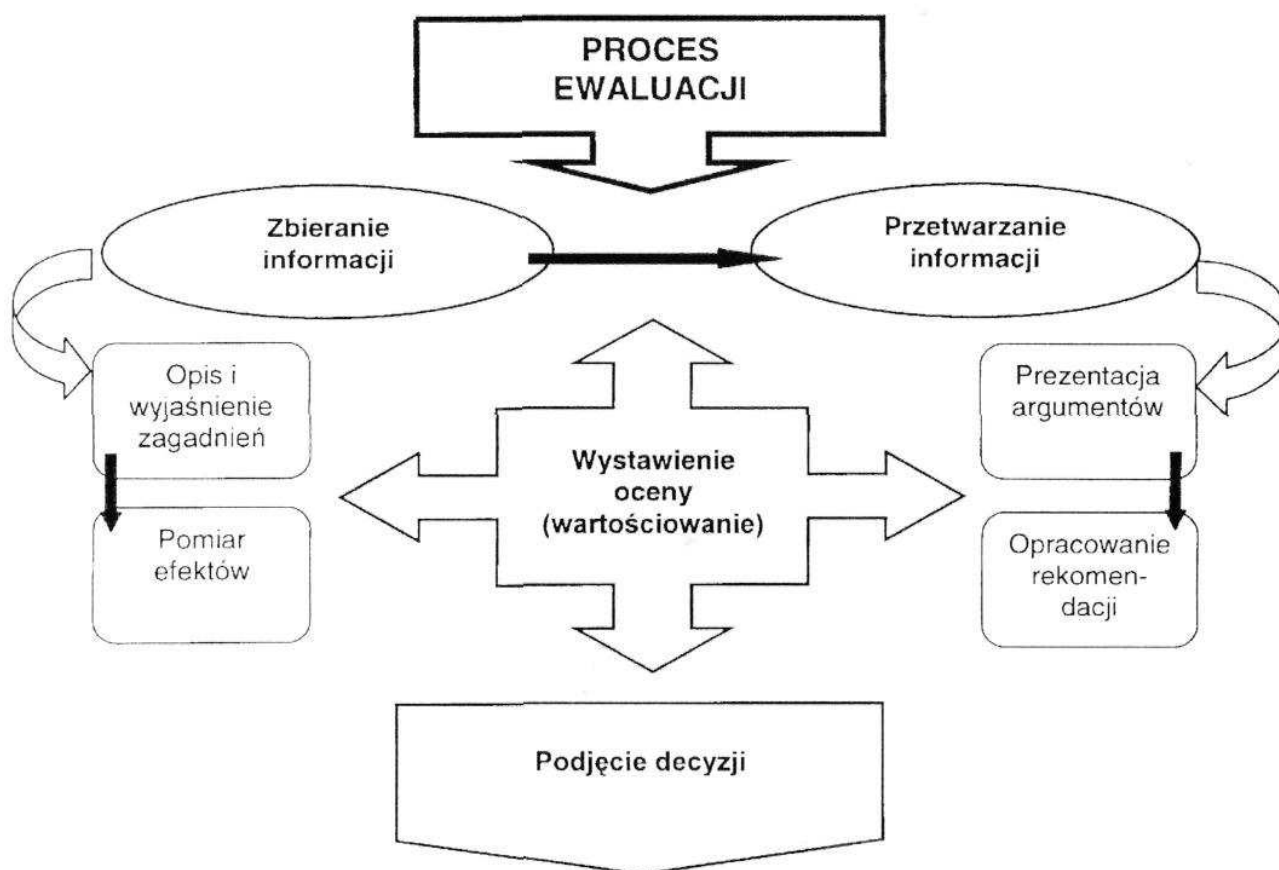 PROCES
EWALUACJI
Zbieranie
informacji
Przetwarzanie
informacji
Opis i
wyjaśnienie
zagadnień
Pomiar
efektów
Wystawienie
oceny
(wartościowanie)
Prezentacja
argumentów
Opracowanie
rekomen-
dacji
Podjęcie decyzji